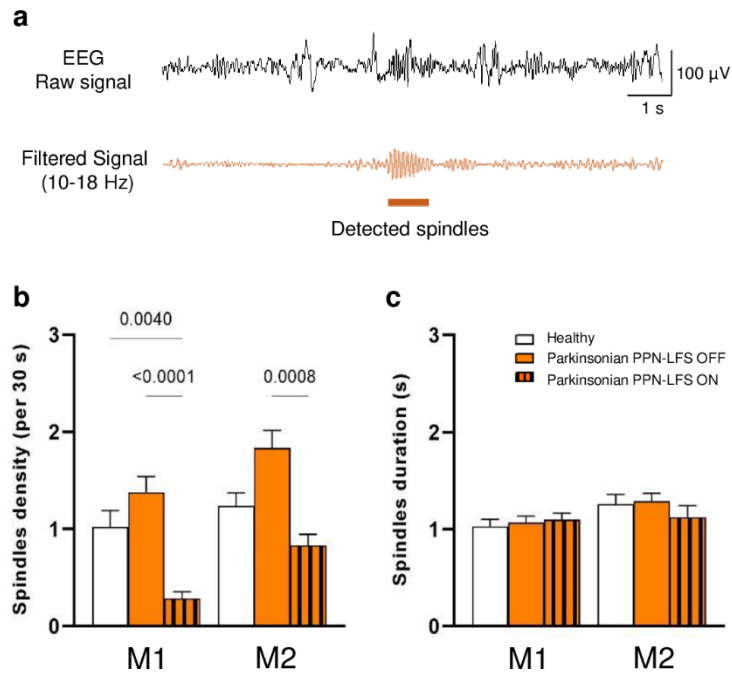 a
EEG
Raw signal
100 µV
1 s
Filtered Signal
(10-18 Hz)
Detected spindles
b
Spindles density (per 30 s)
3
2
1
0
0.0040
<0.0001
0.0008
M1
M2
c
Spindles duration (s)
3
2
1
0
Healthy
Parkinsonian PPN-LFS OFF
Parkinsonian PPN-LFS ON
M1
M2